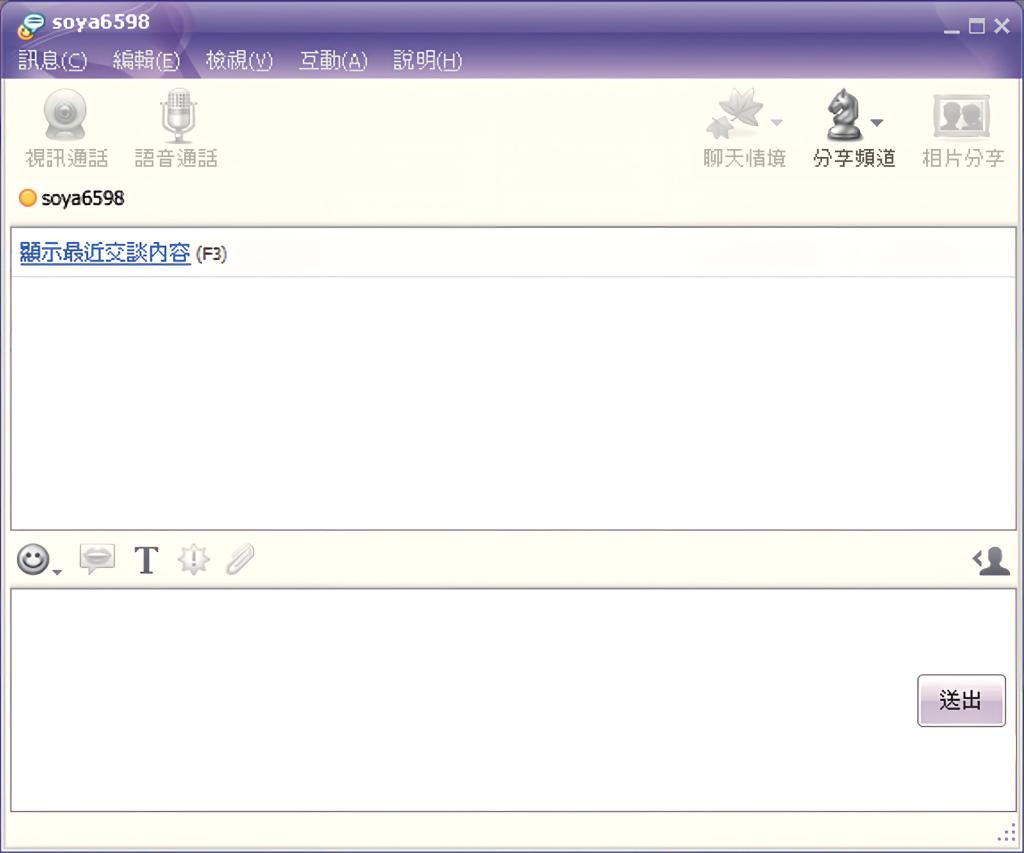 soya6598
訊息(C) 編輯(E) 檢視(V) 互動(A) 說明(H)
視訊通話 語音通話 聊天情境 分享頻道 相片分享
soya6598
顯示最近交談內容 (F3)
T
送出